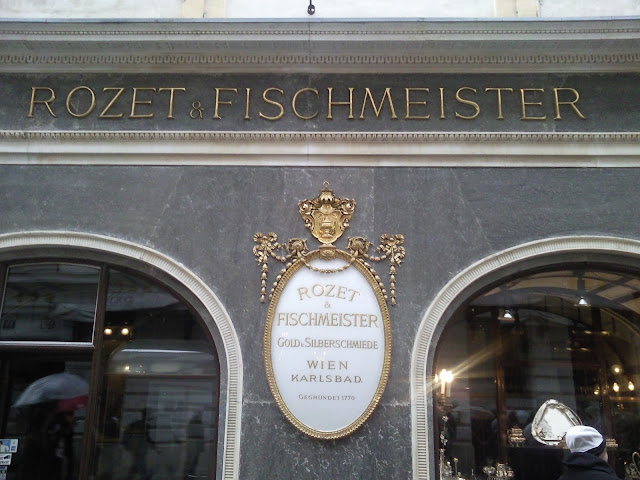 ROZET & FISCHMEISTER
ROZET
&
FISCHMEISTER
GOLD & SILBERSCHMIEDE
WIEN
KARLSBAD.
GEGRÜNDET 1770